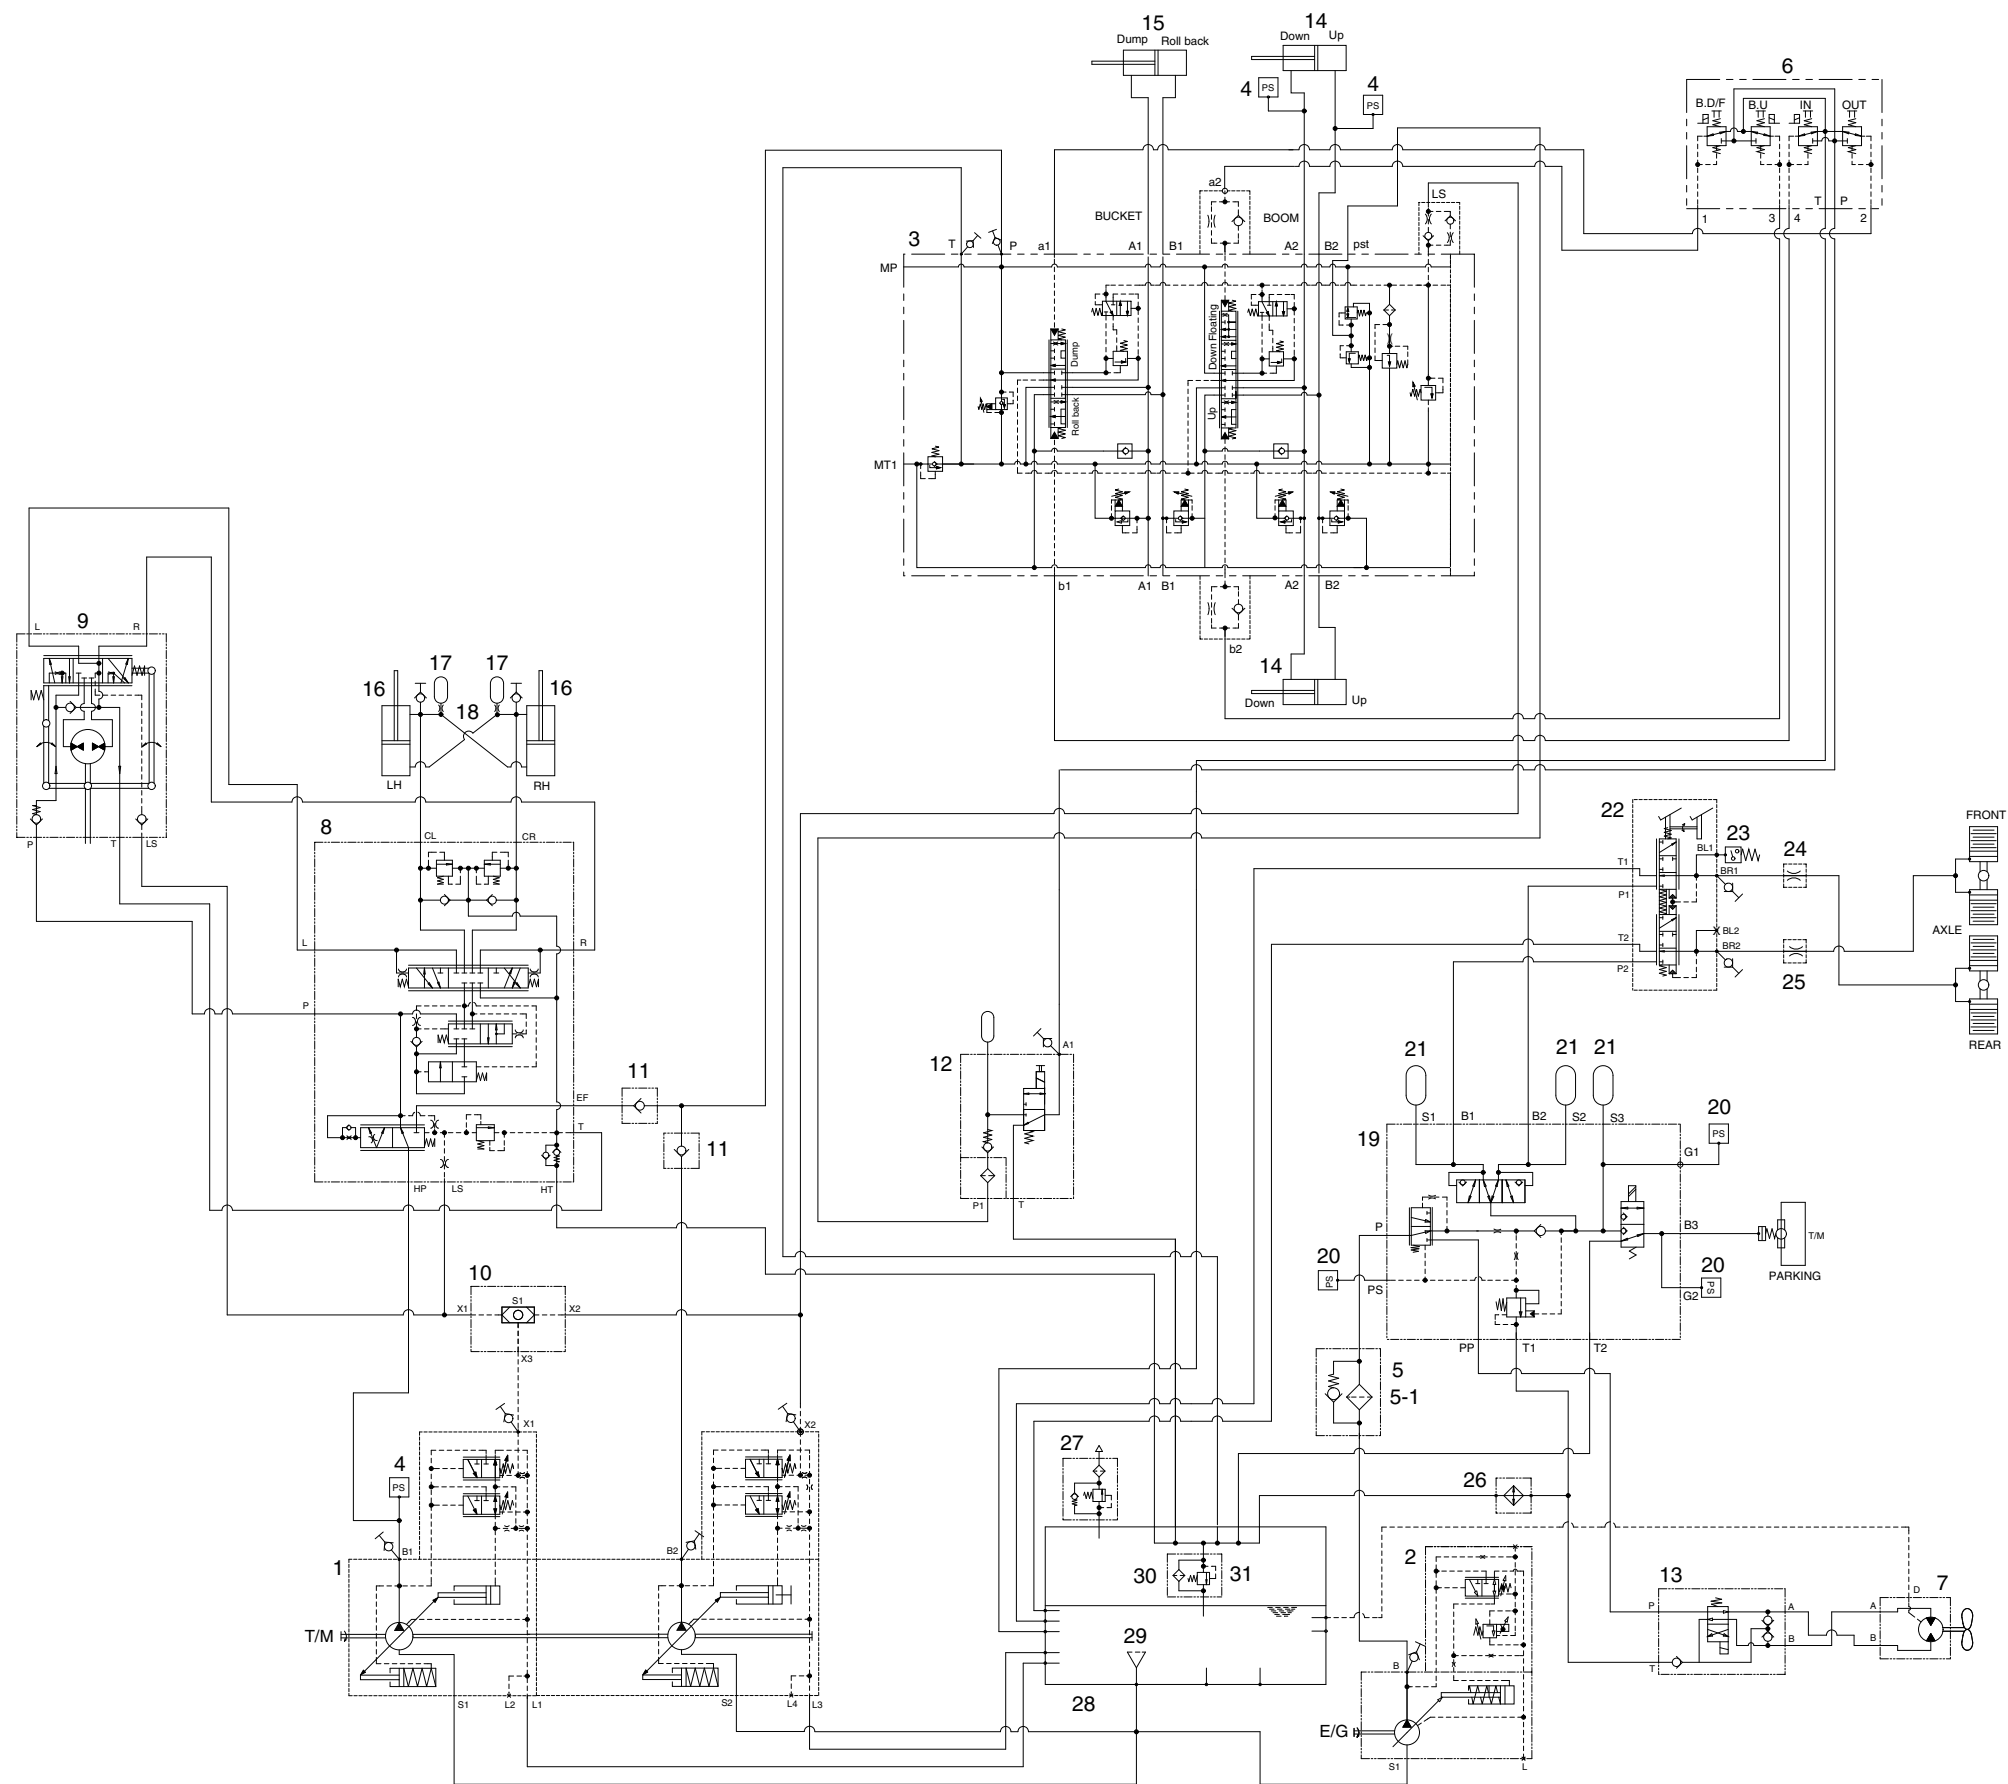 15
14
Dump
Roll back
Down
Up
4
PS
4
PS
6
B.D/F
B.U
IN
OUT
T
P
1
3
4
2
a2
LS
BUCKET
BOOM
3
T
P
a1
A1
B1
A2
B2
pst
MP
Dump
Roll back
Down Floating
Up
MT1
b1
A1
B1
A2
B2
b2
14
Down
Up
9
L
R
P
T
LS
17
17
16
16
18
LH
RH
8
CL
CR
L
R
P
EF
T
HP
LS
HT
11
11
12
A1
P1
T
22
23
24
25
T1
P1
T2
P2
BL1
BR1
BL2
BR2
FRONT
AXLE
REAR
21
21
21
S1
B1
B2
S2
S3
20
PS
19
G1
P
B3
T/M
PARKING
20
PS
PS
20
PS
G2
PP
T1
T2
10
S1
X1
X2
X3
5
5-1
4
PS
X1
X2
27
26
B1
B2
1
T/M
S1
L2
L1
S2
L4
L3
30
31
29
28
2
B
E/G
S1
L
13
P
A
B
T
7
D
A
B